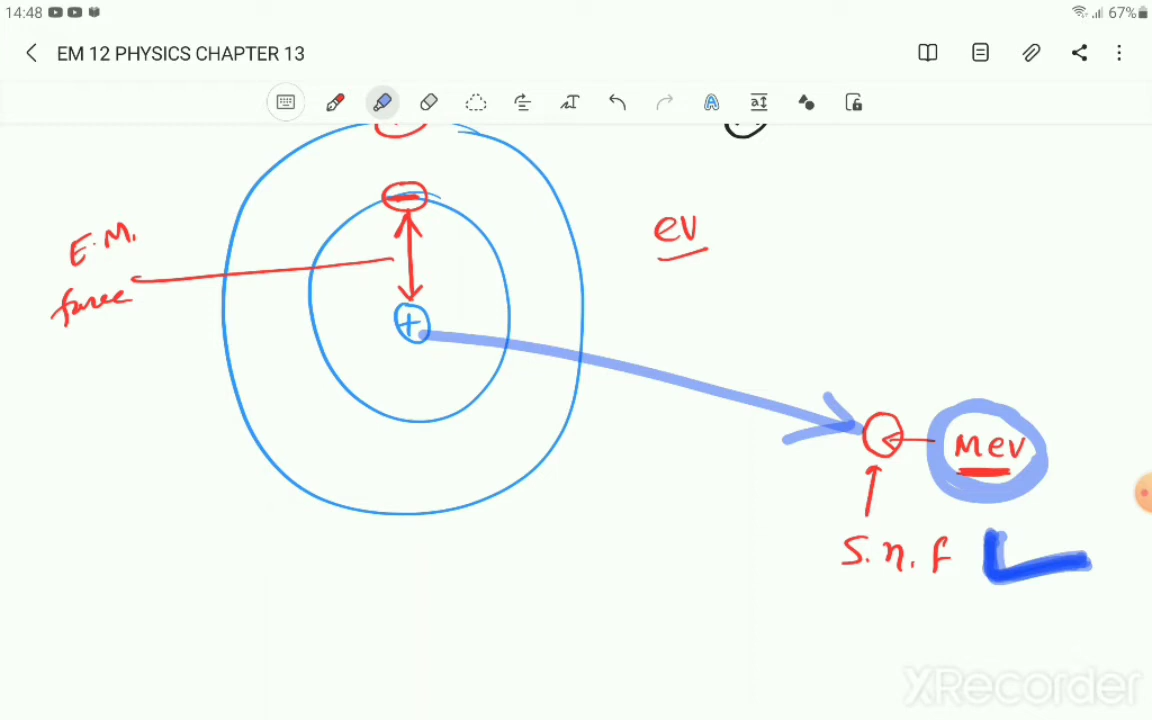 14:48
67%
EM 12 PHYSICS CHAPTER 13
E.M.
force
ev
+
Mev
S.n.f
XRecorder